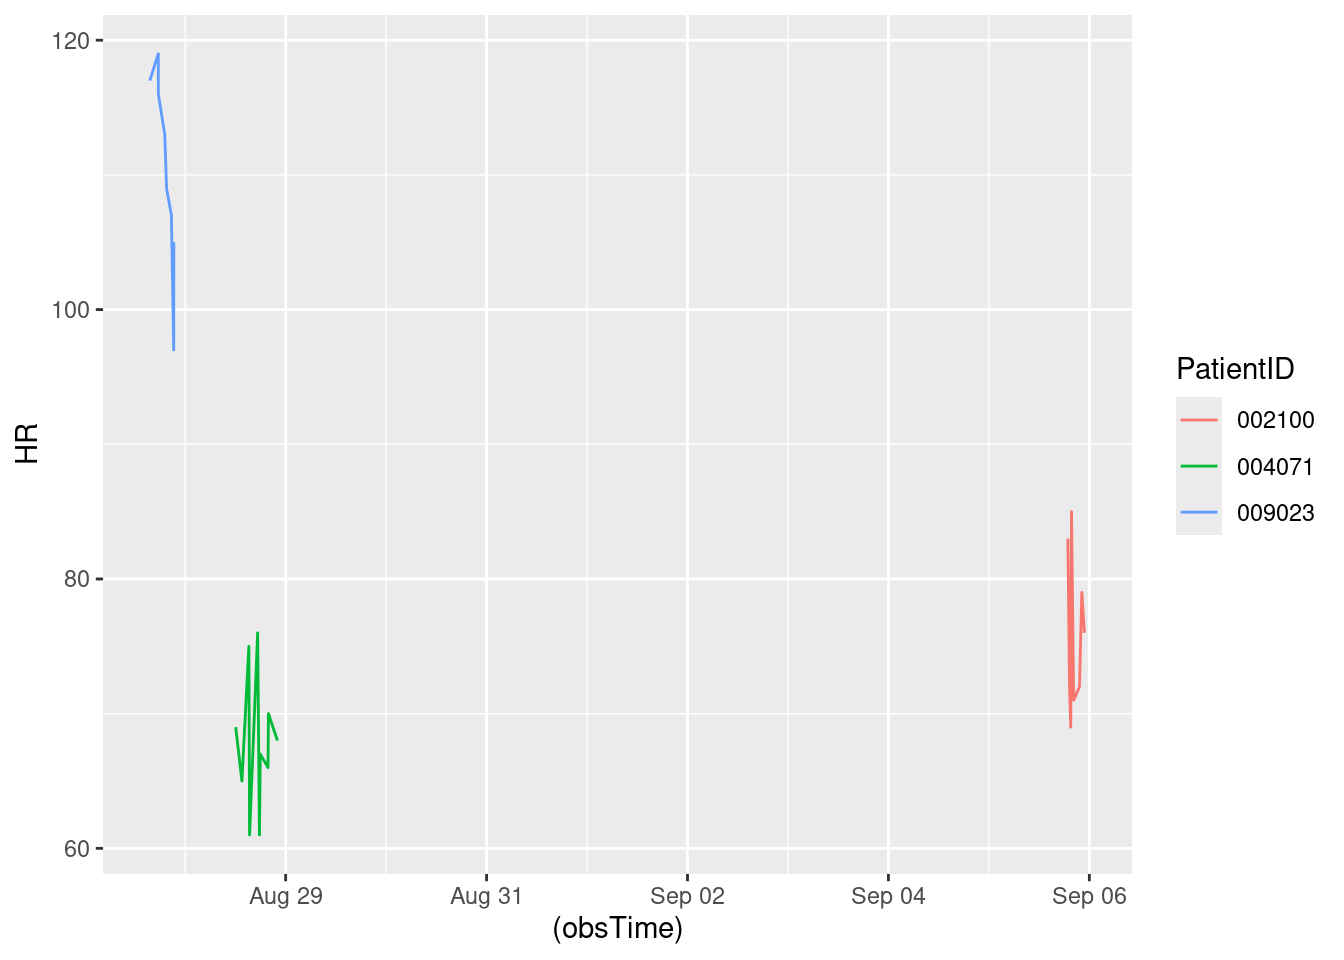 120
100
80
60
HR
Aug 29
Aug 31
Sep 02
Sep 04
Sep 06
(obsTime)
PatientID
002100
004071
009023